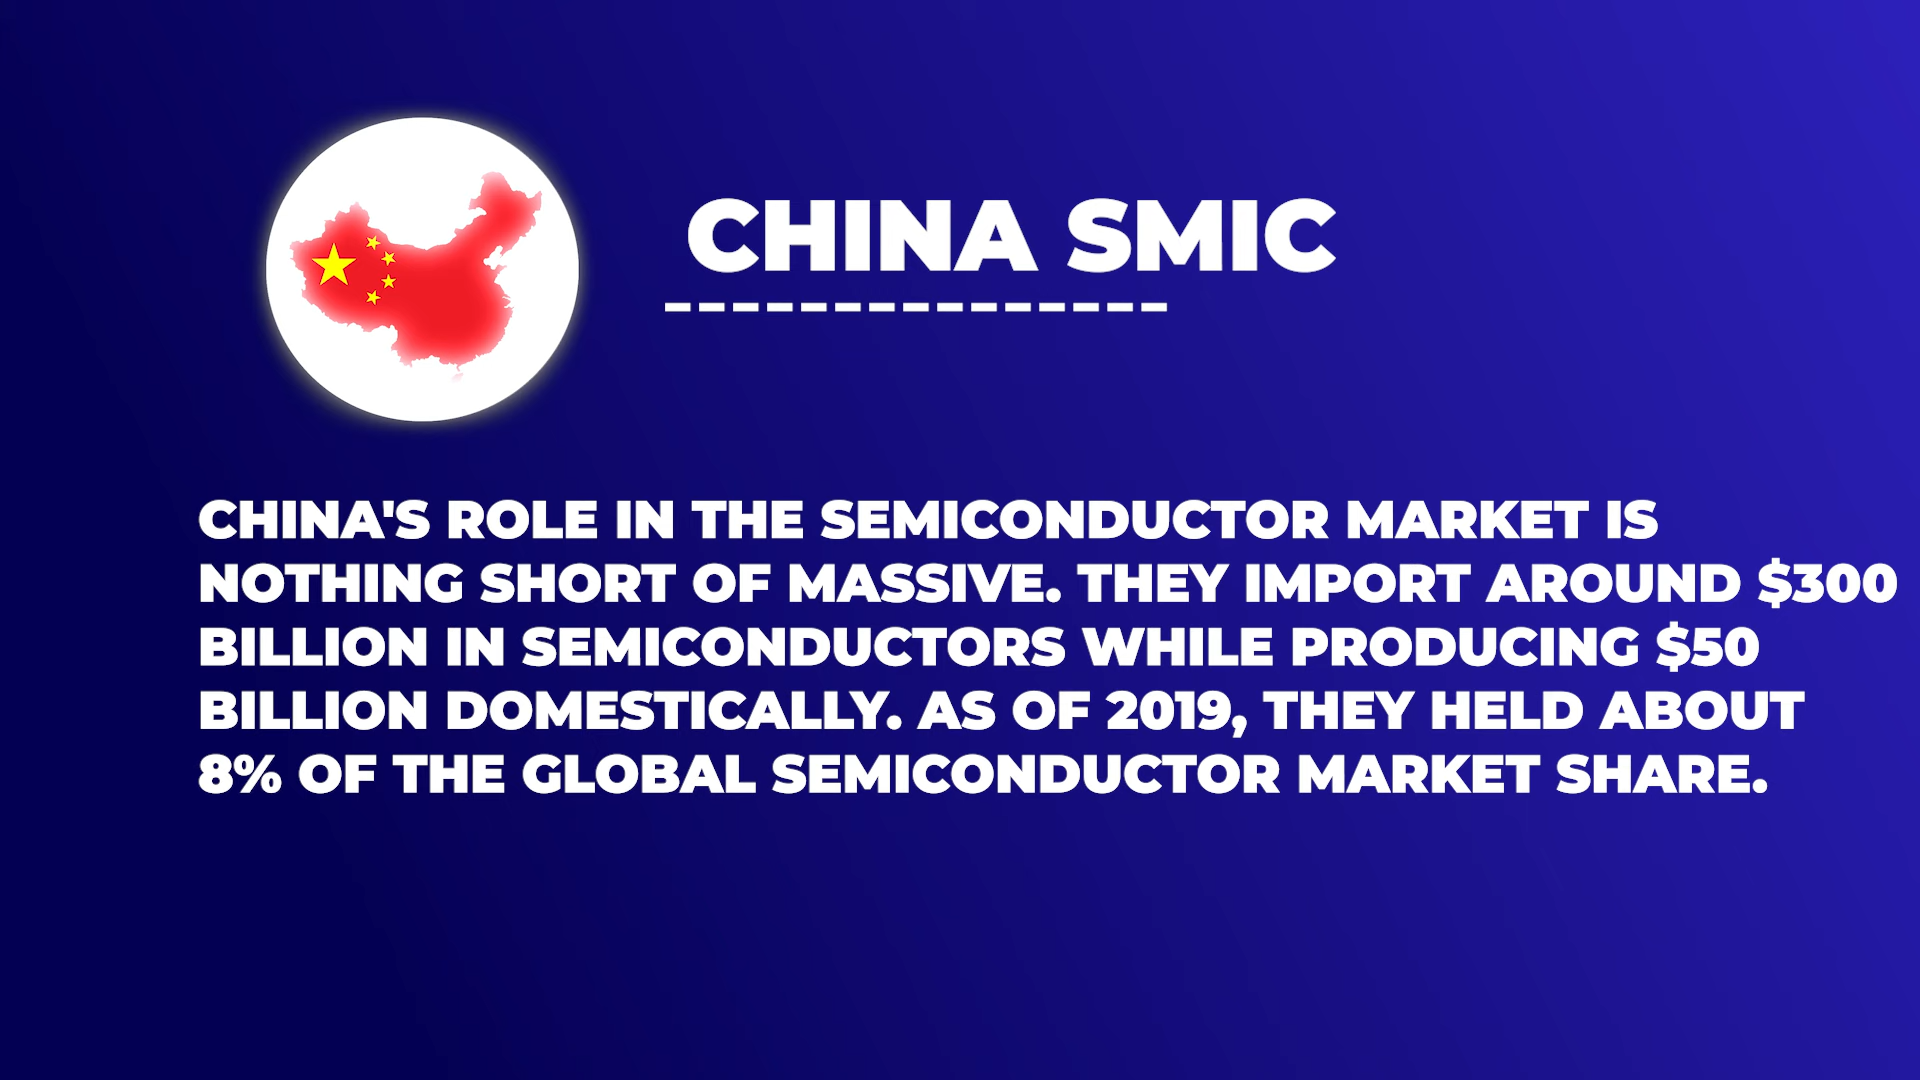 CHINA SMIC
CHINA'S ROLE IN THE SEMICONDUCTOR MARKET IS
NOTHING SHORT OF MASSIVE. THEY IMPORT AROUND $300
BILLION IN SEMICONDUCTORS WHILE PRODUCING $50
BILLION DOMESTICALLY. AS OF 2019, THEY HELD ABOUT
8% OF THE GLOBAL SEMICONDUCTOR MARKET SHARE.